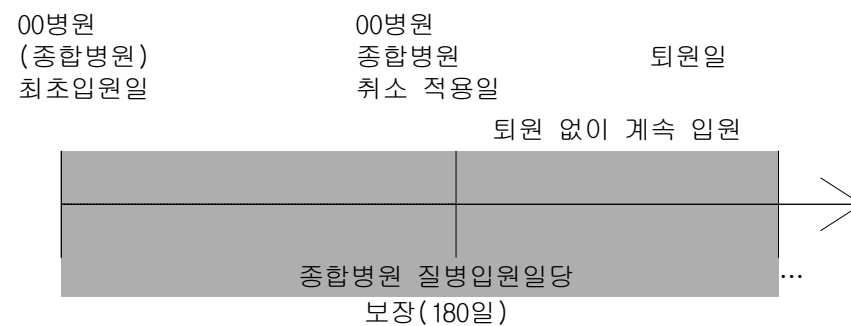 00병원
(종합병원)
최초입원일
00병원
종합병원
취소 적용일
퇴원일
퇴원 없이 계속 입원
종합병원 질병입원일당
보장(180일)
…